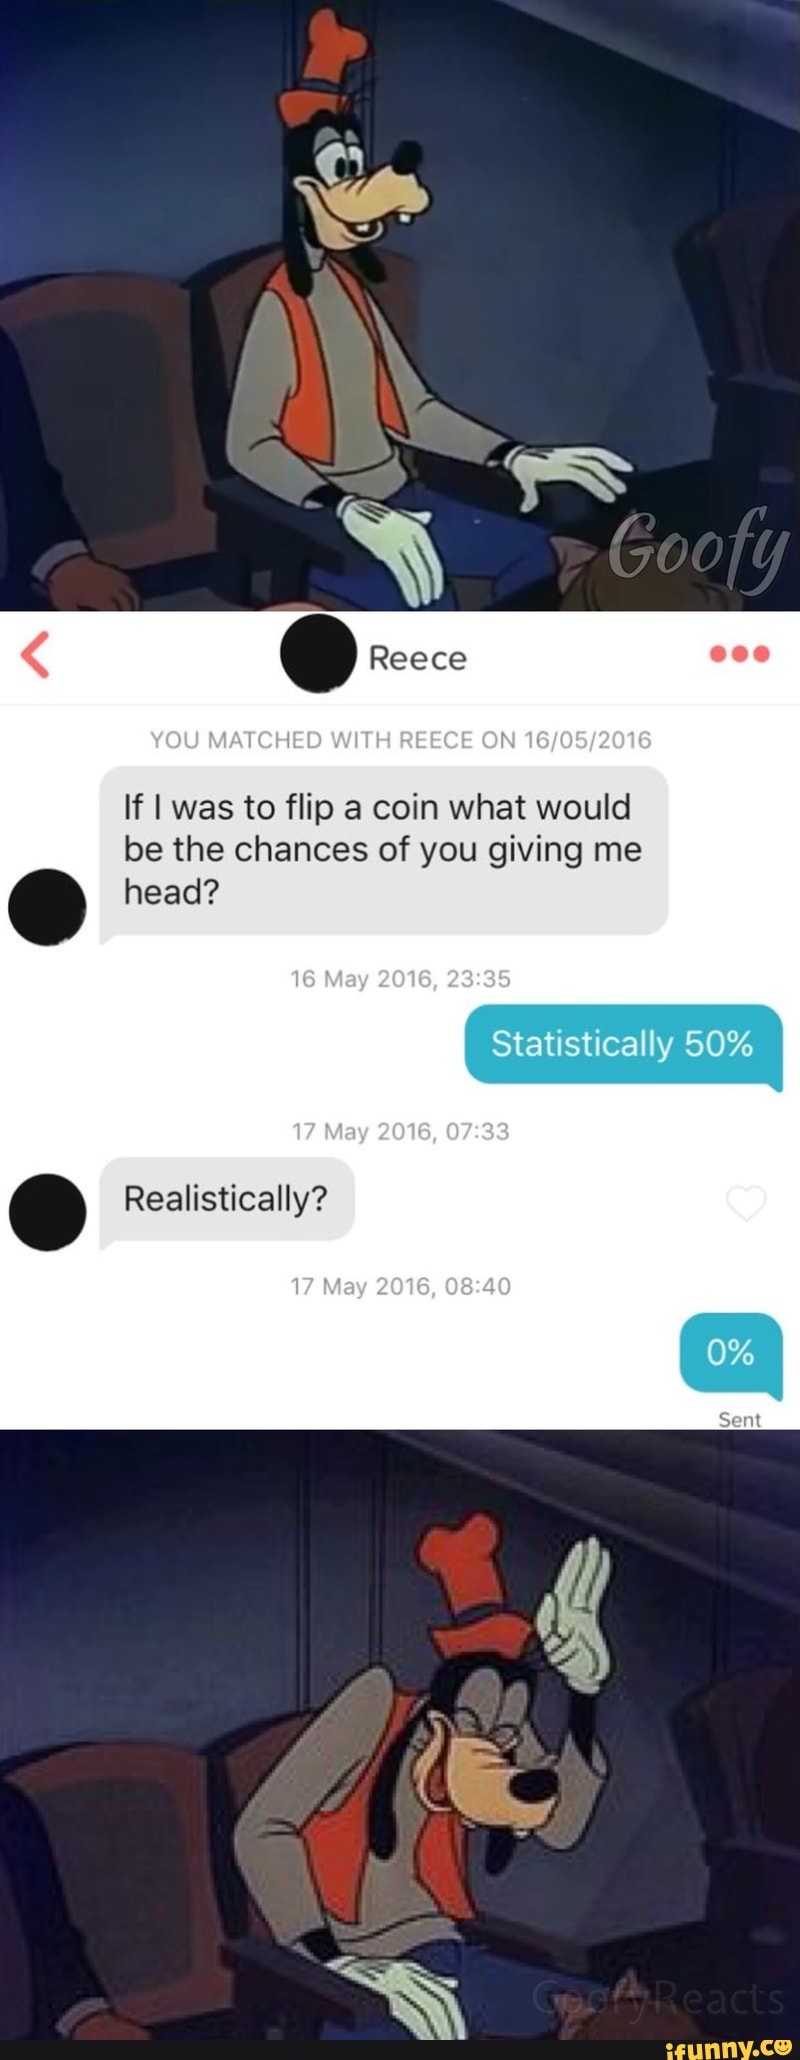 Goofy
Reece
YOU MATCHED WITH REECE ON 16/05/2016
If I was to flip a coin what would
be the chances of you giving me
head?
16 May 2016, 23:35
Statistically 50%
17 May 2016, 07:33
Realistically?
17 May 2016, 08:40
0%
Sent
GoofyReacts
ifunny.co